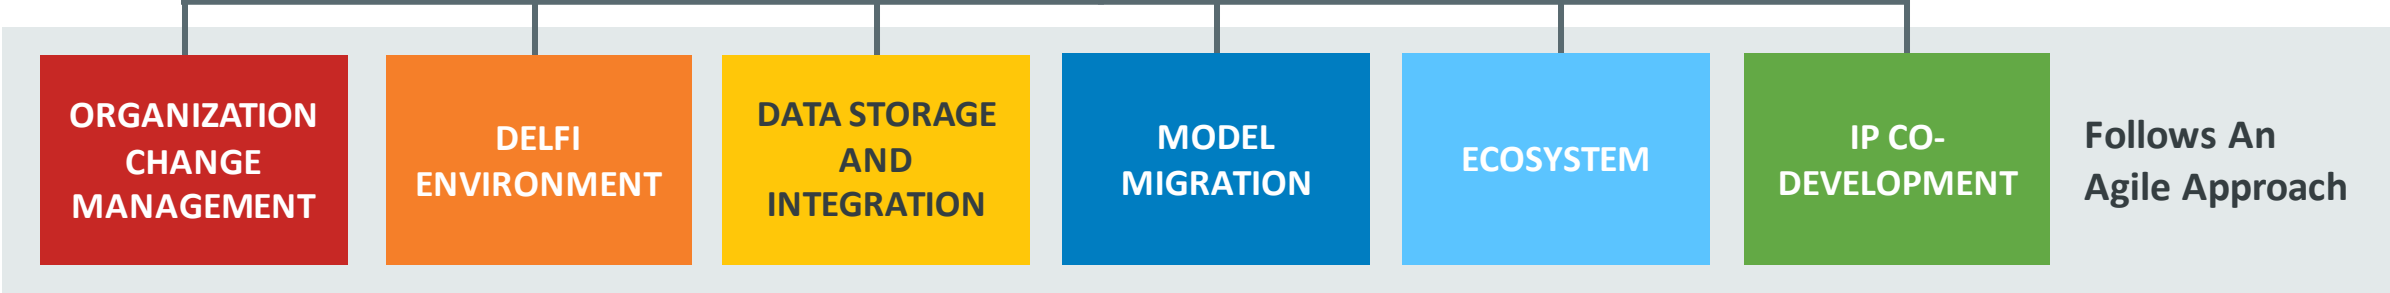 ORGANIZATION
CHANGE
MANAGEMENT
DELFI
ENVIRONMENT
DATA STORAGE
AND
INTEGRATION
MODEL
MIGRATION
ECOSYSTEM
IP CO-
DEVELOPMENT
Follows An
Agile Approach